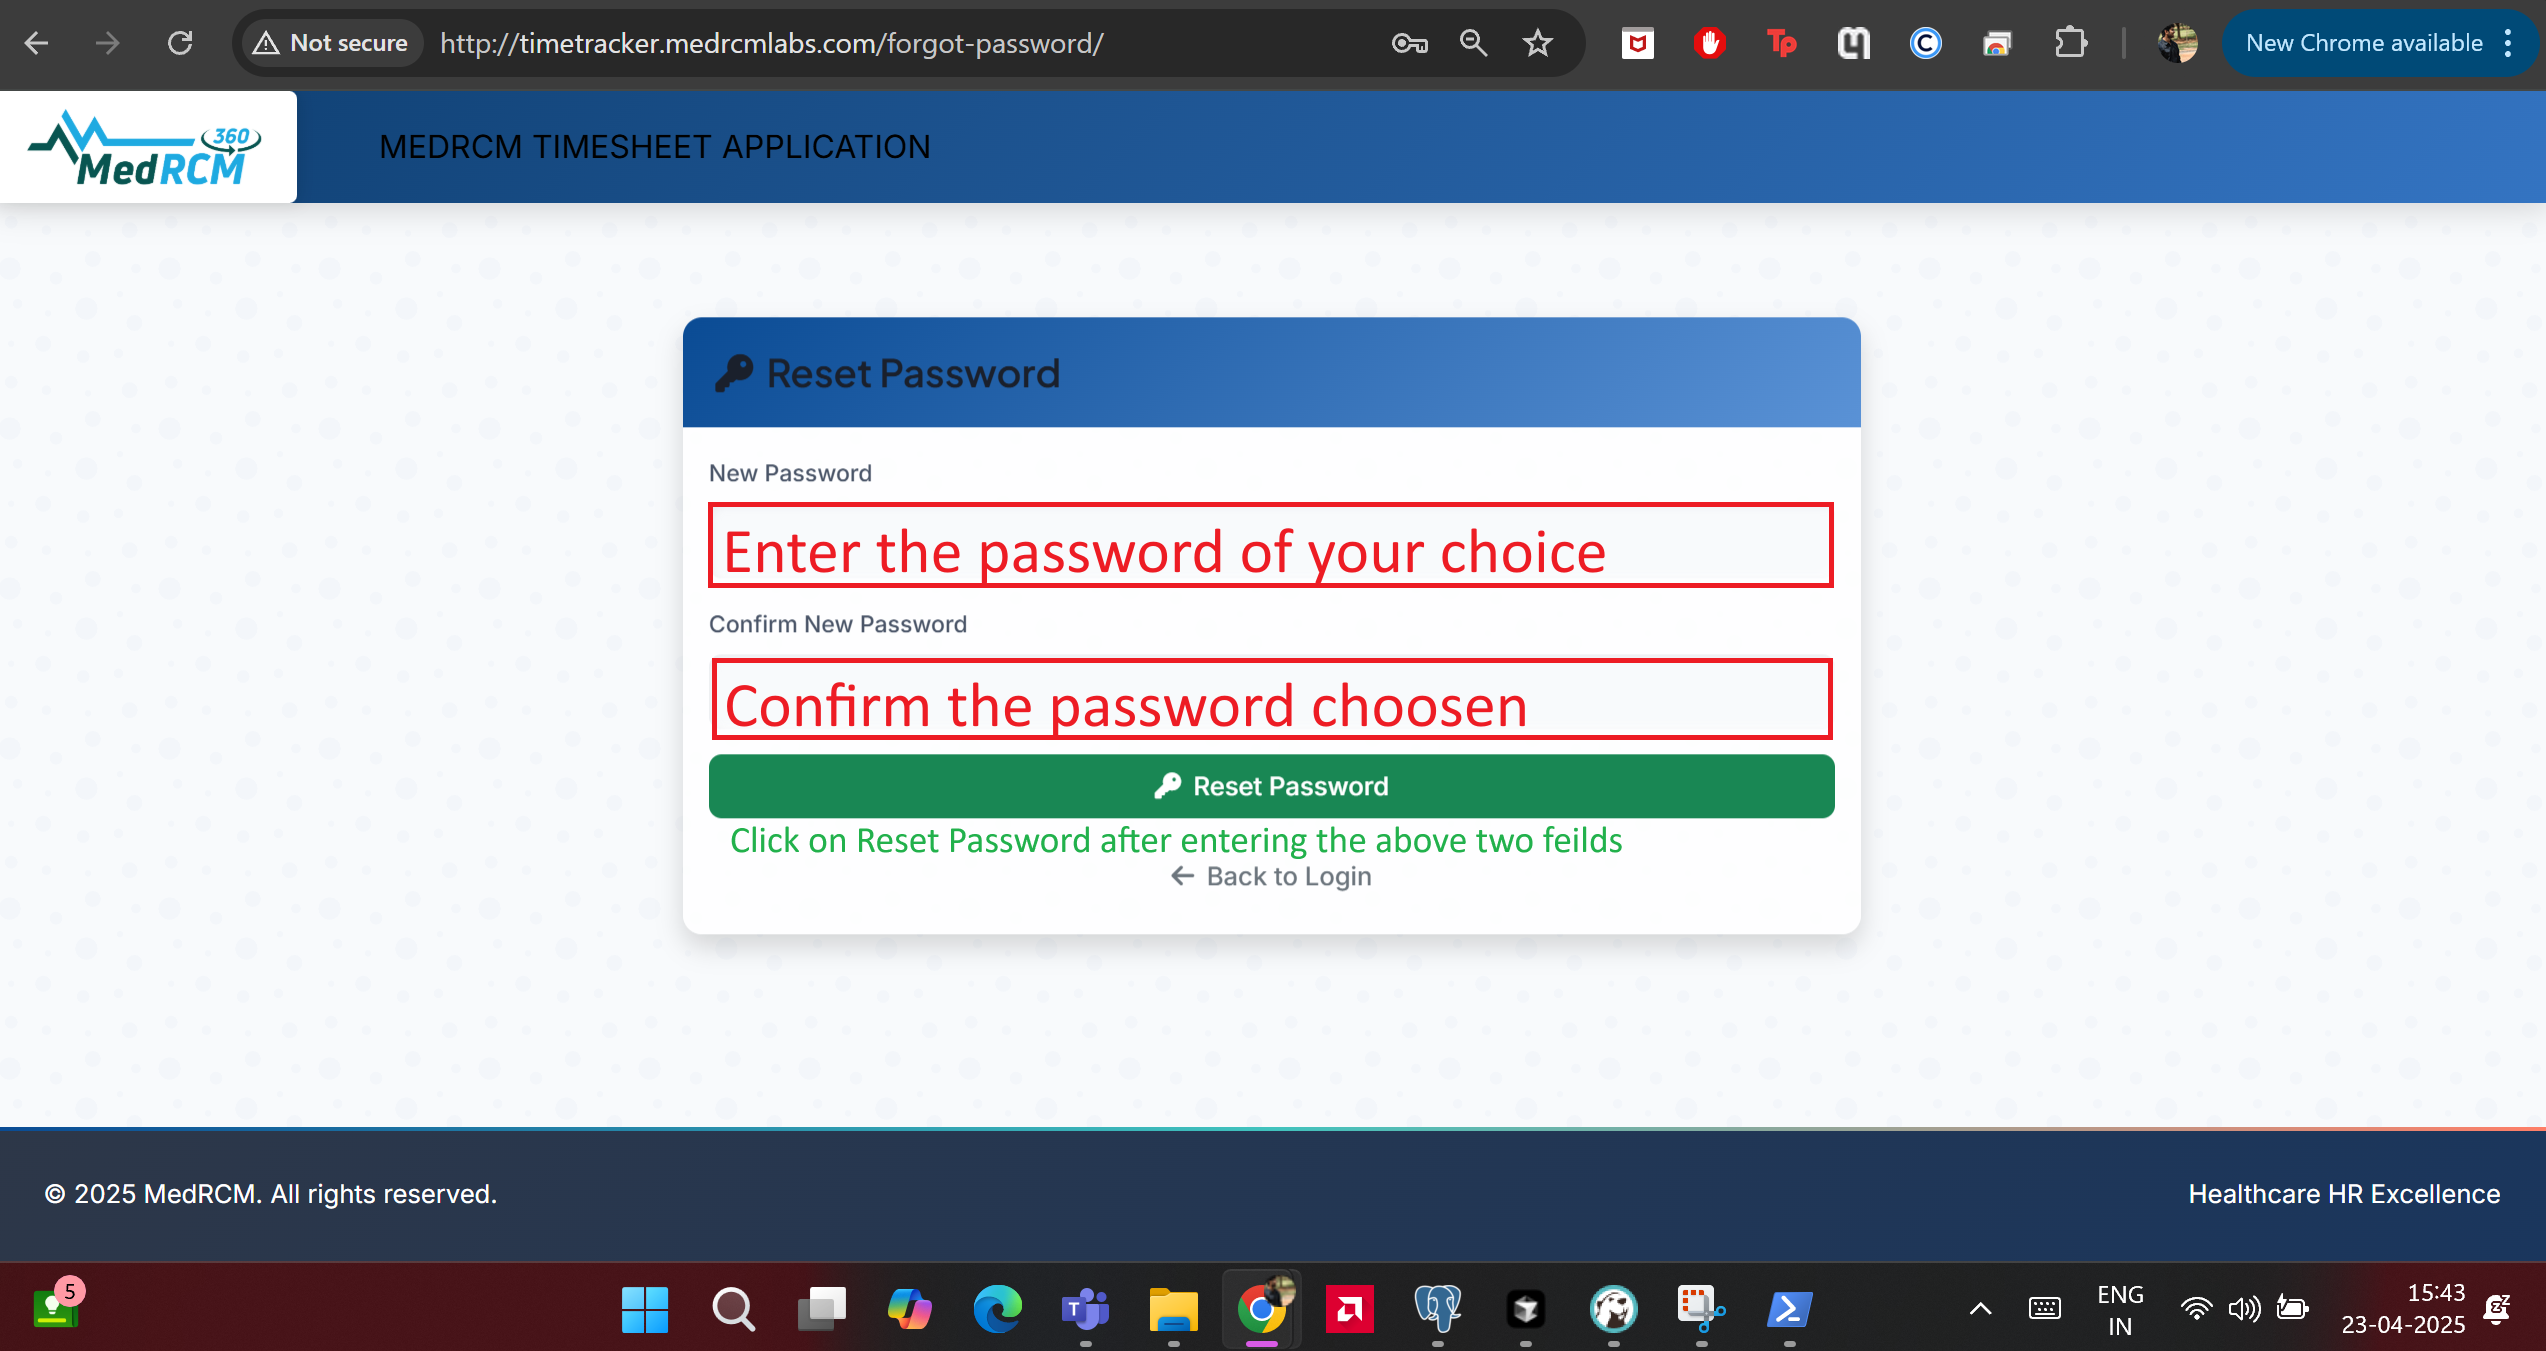 Not secure
http://timetracker.medrcmlabs.com/forgot-password/
New Chrome available
360
MedRCM
MEDRCM TIMESHEET APPLICATION
Reset Password
New Password
Enter the password of your choice
Confirm New Password
Confirm the password choosen
Reset Password
Click on Reset Password after entering the above two feilds
Back to Login
© 2025 MedRCM. All rights reserved.
Healthcare HR Excellence
5
ENG
IN
15:43
23-04-2025